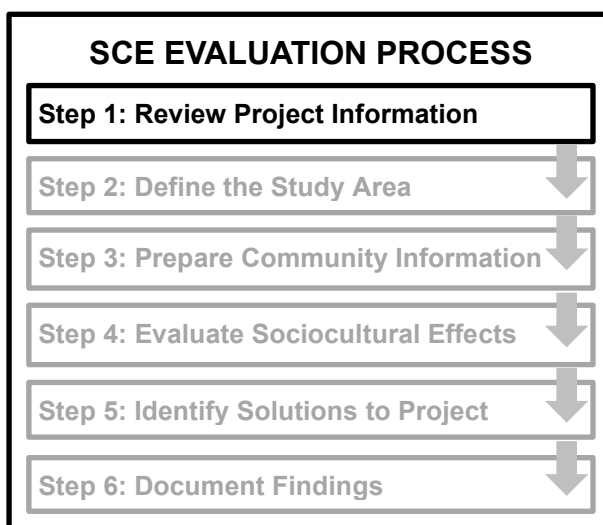 SCE EVALUATION PROCESS
Step 1: Review Project Information
Step 2: Define the Study Area
Step 3: Prepare Community Information
Step 4: Evaluate Sociocultural Effects
Step 5: Identify Solutions to Project
Step 6: Document Findings